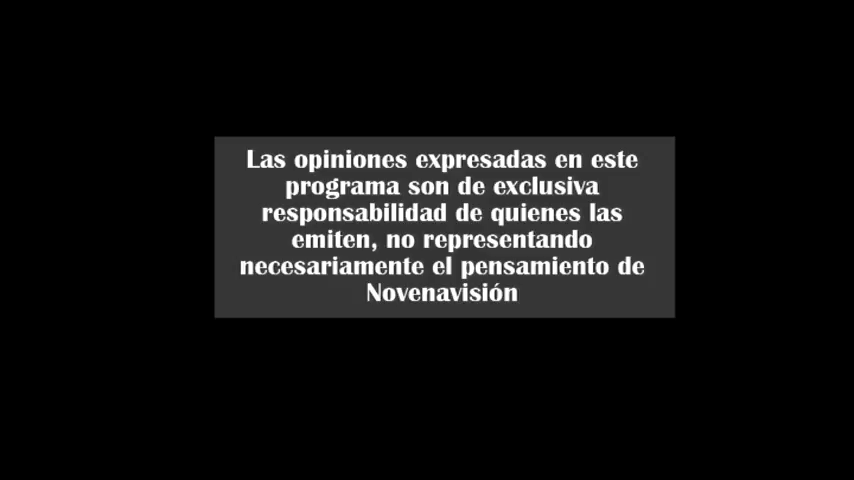 Las opiniones expresadas en este
programa son de exclusiva
responsabilidad de quienes las
emiten, no representando
necesariamente el pensamiento de
Novenavisión